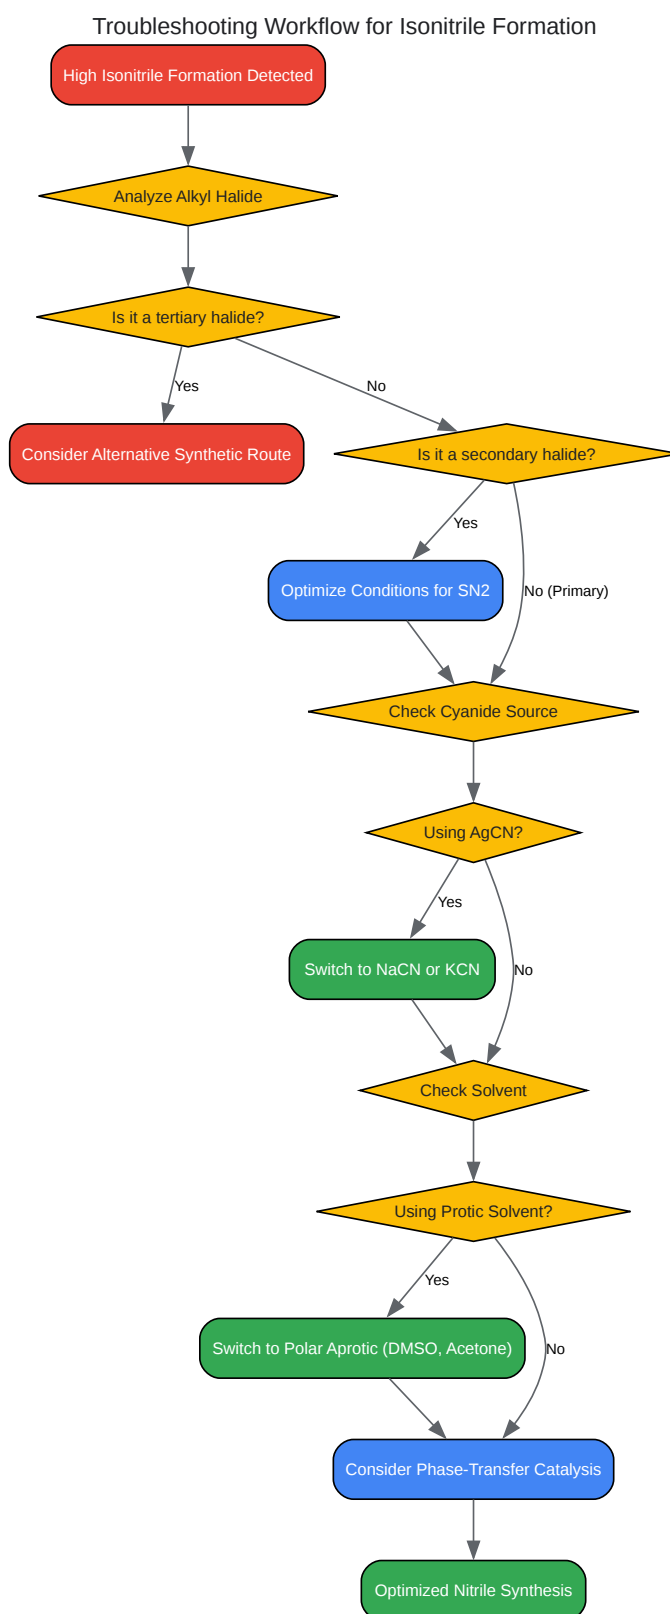 Troubleshooting Workflow for Isonitrile Formation
High Isonitrile Formation Detected
Analyze Alkyl Halide
Is it a tertiary halide?
Yes
No
Consider Alternative Synthetic Route
Is it a secondary halide?
Yes
Optimize Conditions for SN2
No (Primary)
Check Cyanide Source
Using AgCN?
Yes
Switch to NaCN or KCN
No
Check Solvent
Using Protic Solvent?
Yes
Switch to Polar Aprotic (DMSO, Acetone)
No
Consider Phase-Transfer Catalysis
Optimized Nitrile Synthesis